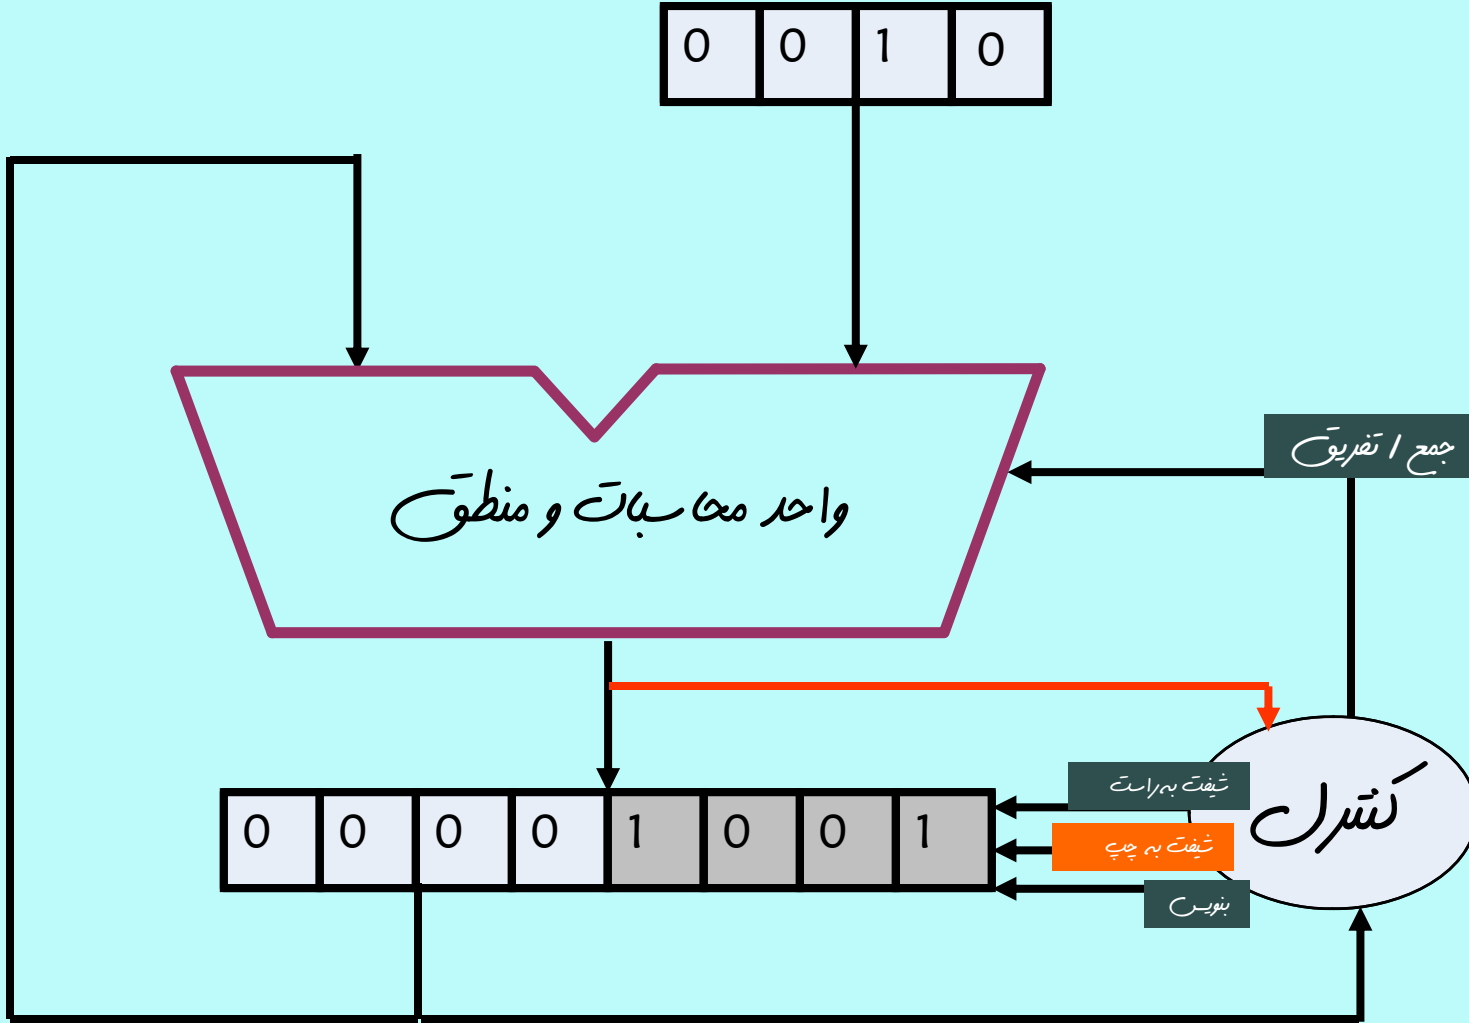 0 0 1 0
جمع / تفریق
واحد محاسبات و منطق
شیفت به راست
کنترل
0 0 0 0 1 0 0 1
شیفت به چپ
بنویس